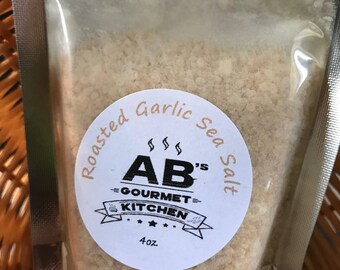 Roasted Garlic Sea Salt
AB's
GOURMET
KITCHEN
4oz